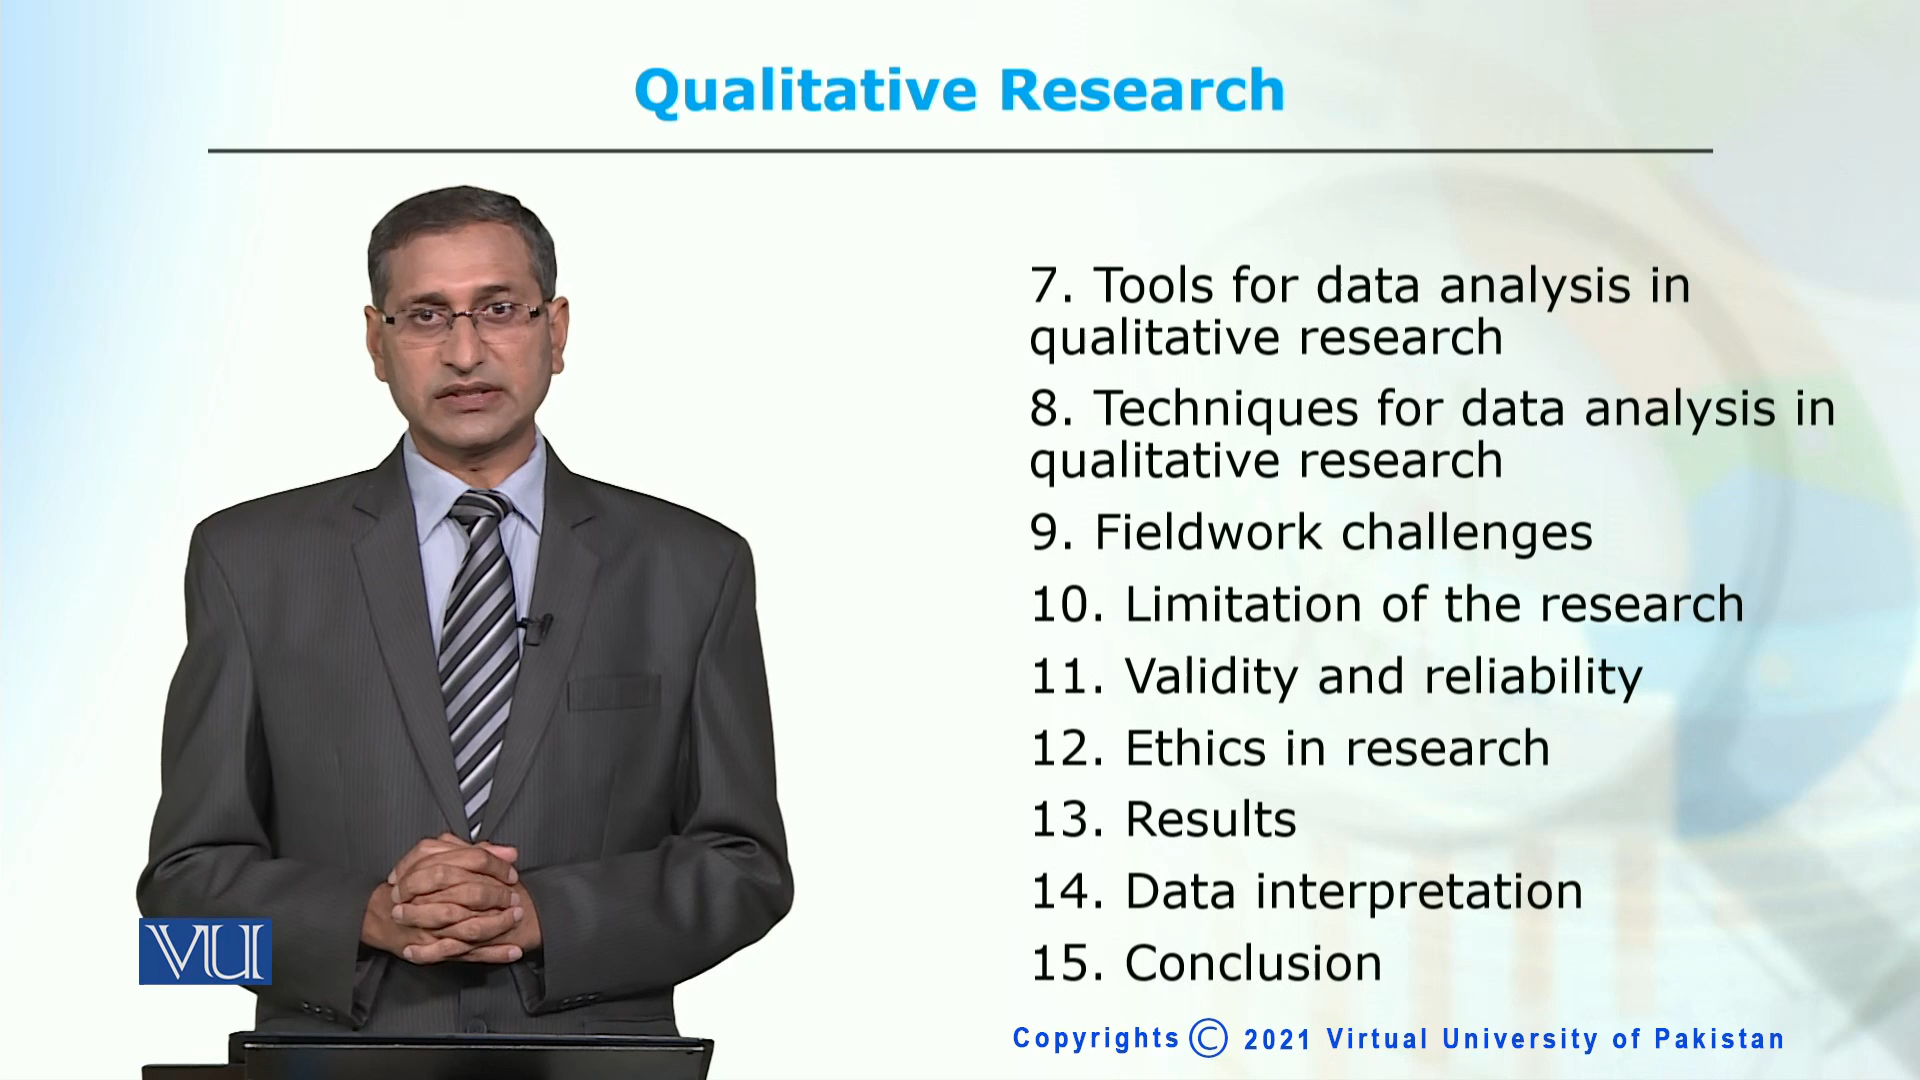 Qualitative Research
7. Tools for data analysis in
qualitative research
8. Techniques for data analysis in
qualitative research
9. Fieldwork challenges
10. Limitation of the research
11. Validity and reliability
12. Ethics in research
13. Results
14. Data interpretation
15. Conclusion
VU
Copyrights © 2021 Virtual University of Pakistan